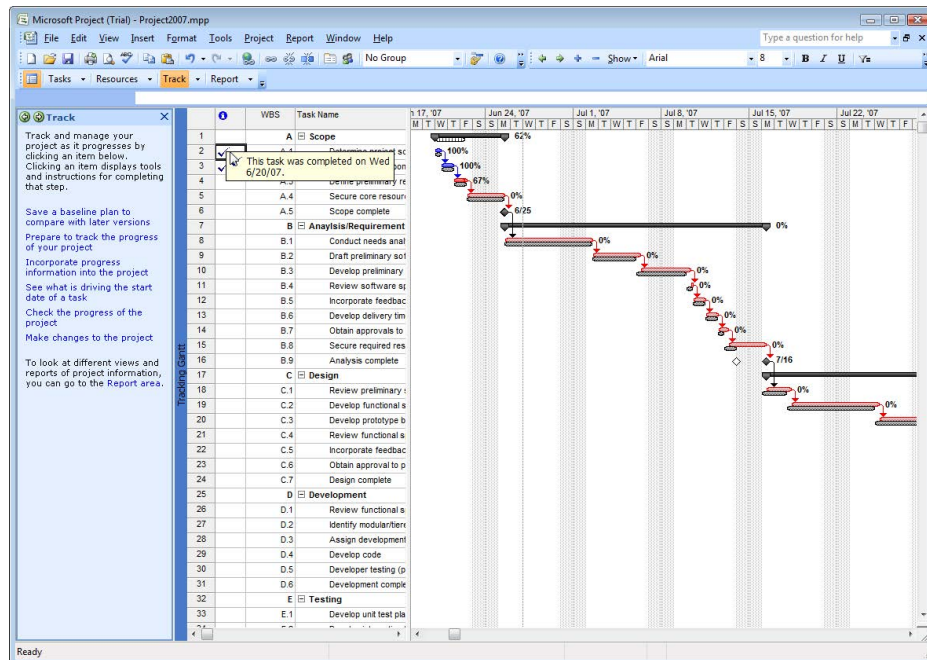 Microsoft Project (Trial) - Project2007.mpp
File Edit View Insert Format Tools Project Report Window Help
Type a question for help
No Group Show Arial 8 B I U
Tasks Resources Track Report
Track
Track and manage your
project as it progresses by
clicking an item below.
Clicking an item displays tools
and instructions for completing
that step.
Save a baseline plan to
compare with later versions
Prepare to track the progress
of your project
Incorporate progress
information into the project
See what is driving the start
date of a task
Check the progress of the
project
Make changes to the project
To look at different views and
reports of project information,
you can go to the Report area.
Tracking Gantt
WBS Task Name
17, '07 Jun 24, '07 Jul 1, '07 Jul 8, '07 Jul 15, '07 Jul 22, '07
M T W T F S S M T W T F S S M T W T F S S M T W T F S S M T W T F S S M T W T F
1 A Scope 62%
2 100%
This task was completed on Wed
6/20/07.
3 100%
4 67%
5 A.4 Secure core resour 0%
6 A.5 Scope complete 6/25
7 B Anaylsis/Requirement 0%
8 B.1 Conduct needs anal 0%
9 B.2 Draft preliminary sof 0%
10 B.3 Develop preliminary 0%
11 B.4 Review software sp 0%
12 B.5 Incorporate feedbac 0%
13 B.6 Develop delivery tim 0%
14 B.7 Obtain approvals to 0%
15 B.8 Secure required res 0%
16 B.9 Analysis complete 7/16
17 C Design
18 C.1 Review preliminary s 0%
19 C.2 Develop functional s 0%
20 C.3 Develop prototype b
21 C.4 Review functional s
22 C.5 Incorporate feedbac
23 C.6 Obtain approval to p
24 C.7 Design complete
25 D Development
26 D.1 Review functional s
27 D.2 Identify modular/tiere
28 D.3 Assign development
29 D.4 Develop code
30 D.5 Developer testing (p
31 D.6 Development comple
32 E Testing
33 E.1 Develop unit test pla
Ready